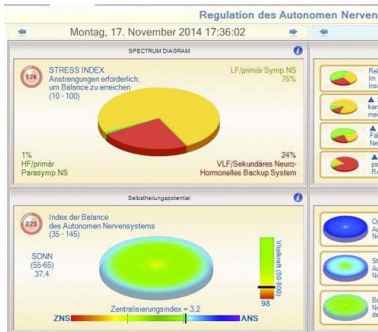 Regulation des Autonomen Nerven
Montag, 17. November 2014 17:36:02
SPECTRUM DIAGRAM
174
STRESS INDEX
Anstrengungen erforderlich,
um Balance zu erreichen
(10 - 100)
LF/primär Symp NS
75%
1%
HF/primär
Parasymp.NS
24%
VLF/Sekundäres Neuro-
Hormonelles Backup System
Selbstheilungspotential
223
Index der Balance
des Autonomen Nervensystems
(35 - 145)
SDNN
(55-65)
37,4
Vitalkraft (50-500)
98
Zentralisierungsindex = 3,2
ZNS
ANS